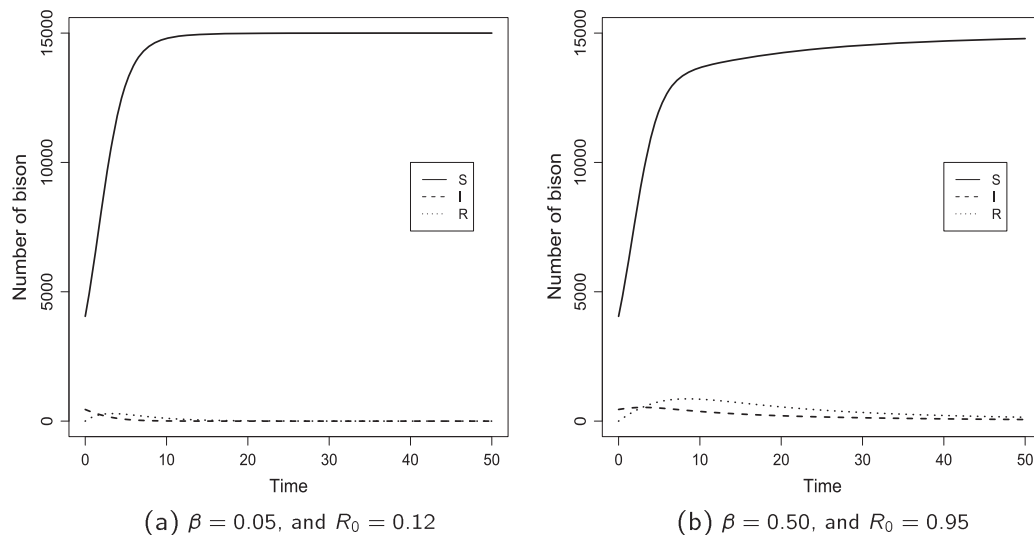 15000
10000
5000
0
Number of bison
S
I
R
0 10 20 30 40 50
Time
(a) β = 0.05, and R₀ = 0.12
15000
10000
5000
0
Number of bison
S
I
R
0 10 20 30 40 50
Time
(b) β = 0.50, and R₀ = 0.95